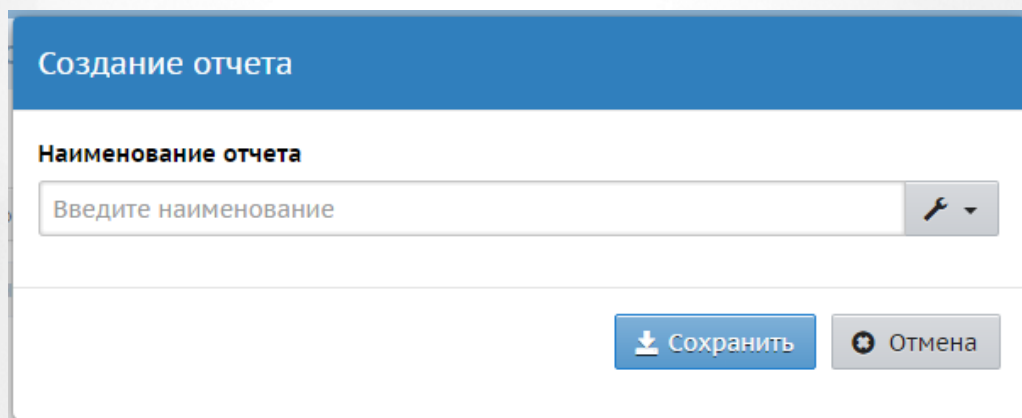 Создание отчета
Наименование отчета
Введите наименование
Сохранить
Отмена